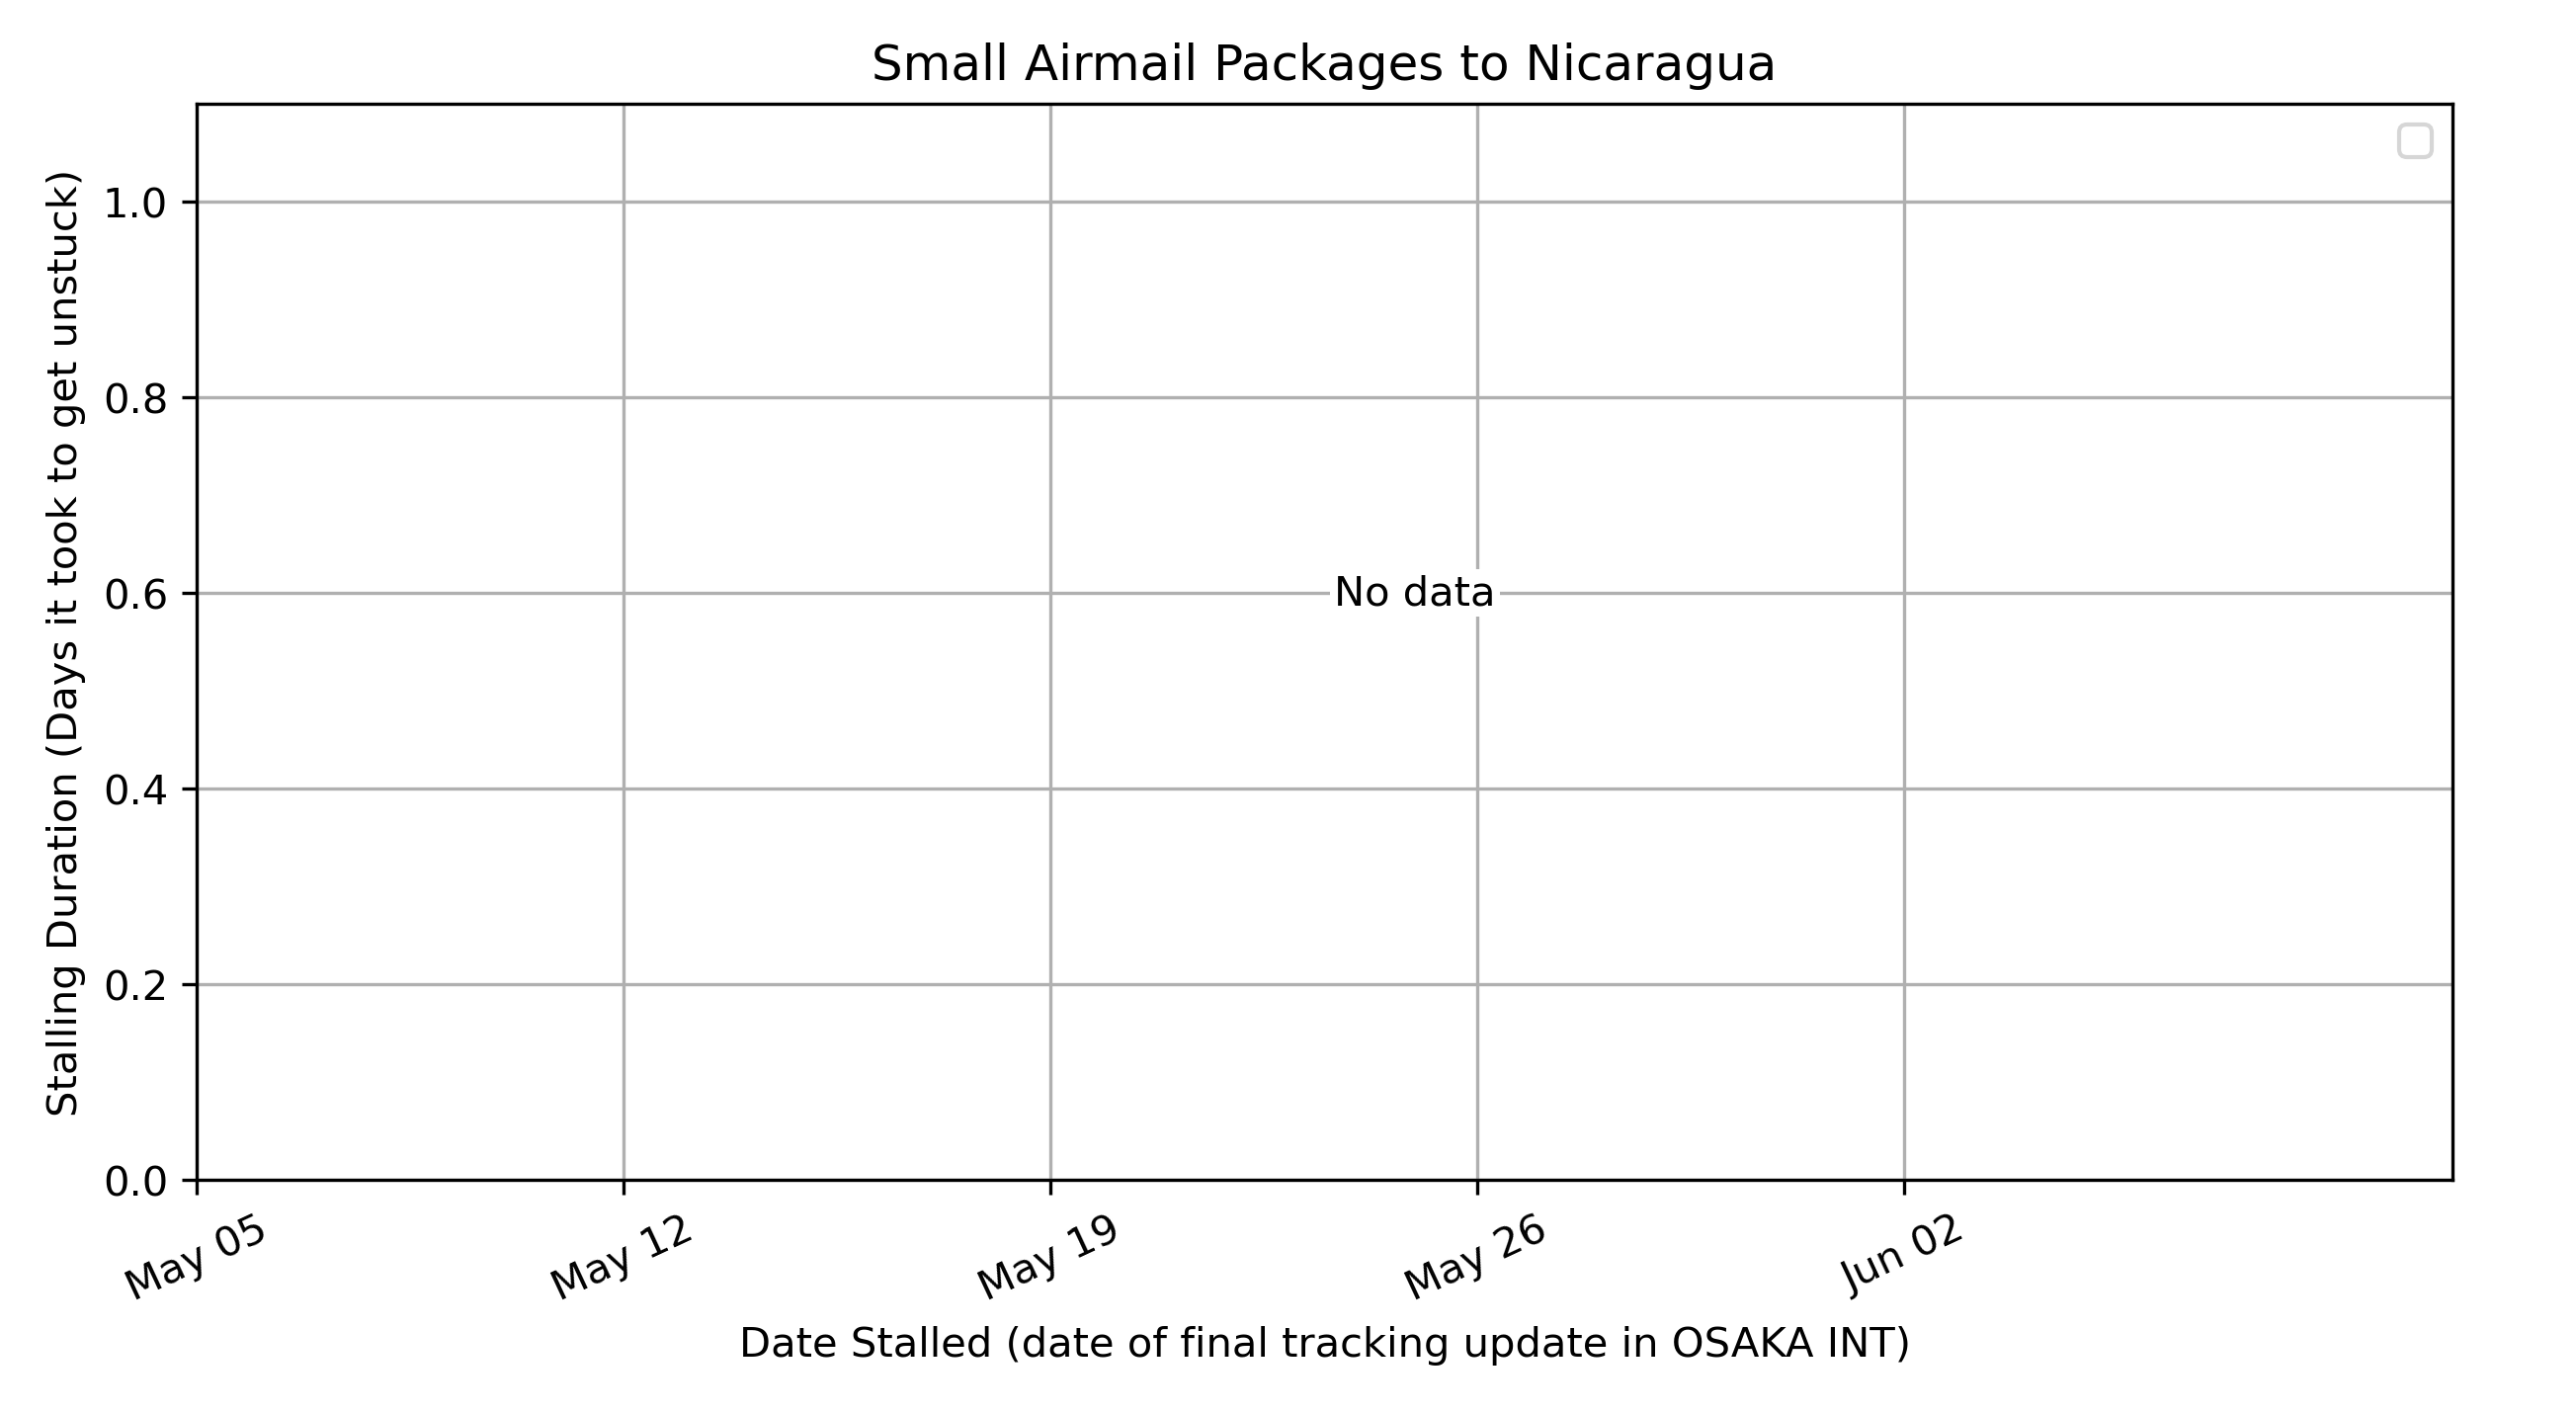 Small Airmail Packages to Nicaragua
Stalling Duration (Days it took to get unstuck)
1.0
0.8
0.6
0.4
0.2
0.0
No data
May 05
May 12
May 19
May 26
Jun 02
Date Stalled (date of final tracking update in OSAKA INT)